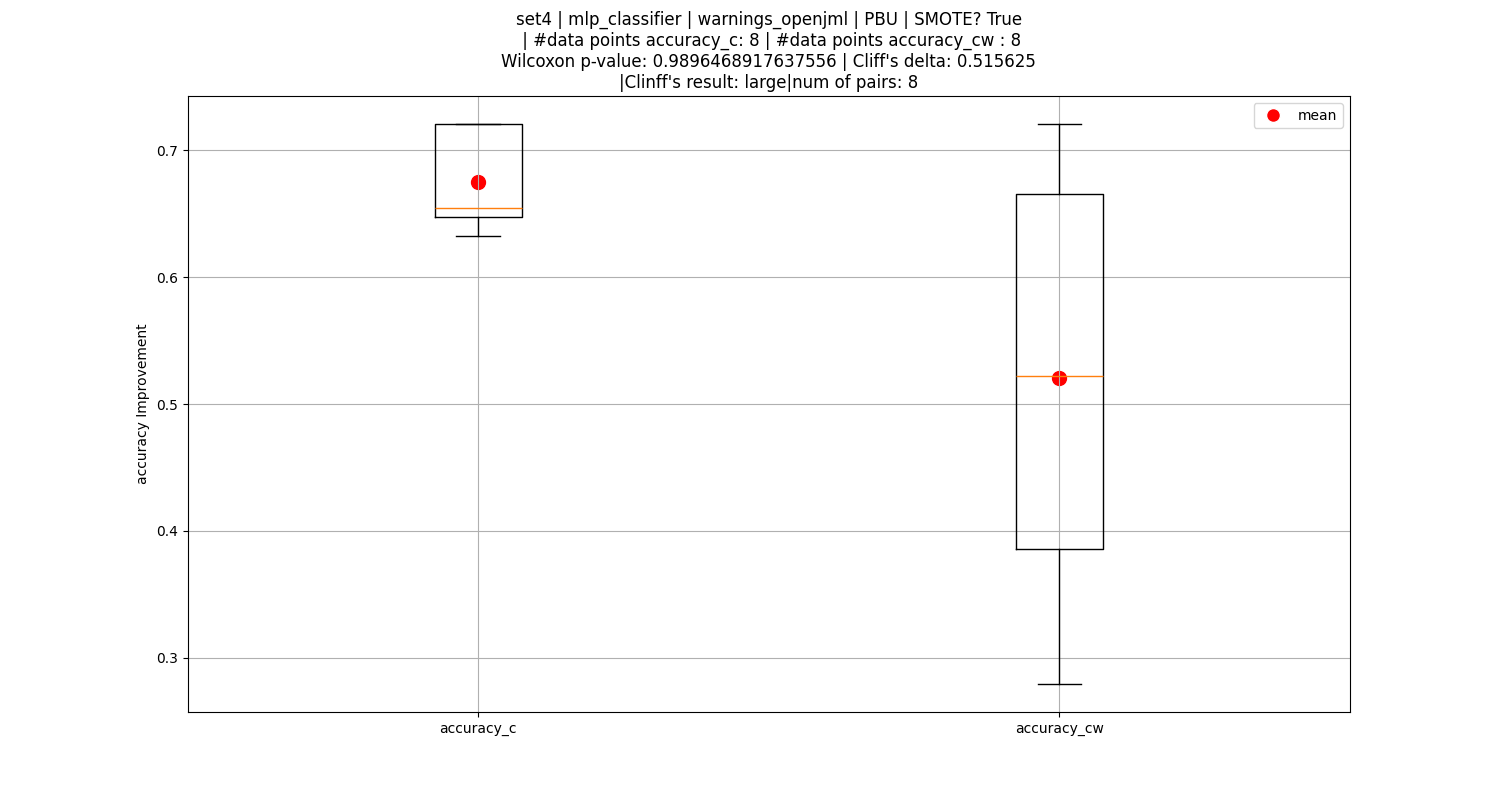 set4 | mlp_classifier | warnings_openjml | PBU | SMOTE? True
| #data points accuracy_c: 8 | #data points accuracy_cw : 8
Wilcoxon p-value: 0.9896468917637556 | Cliff's delta: 0.515625
|Clinff's result: large|num of pairs: 8
mean
0.7
0.6
0.5
0.4
0.3
accuracy Improvement
accuracy_c
accuracy_cw